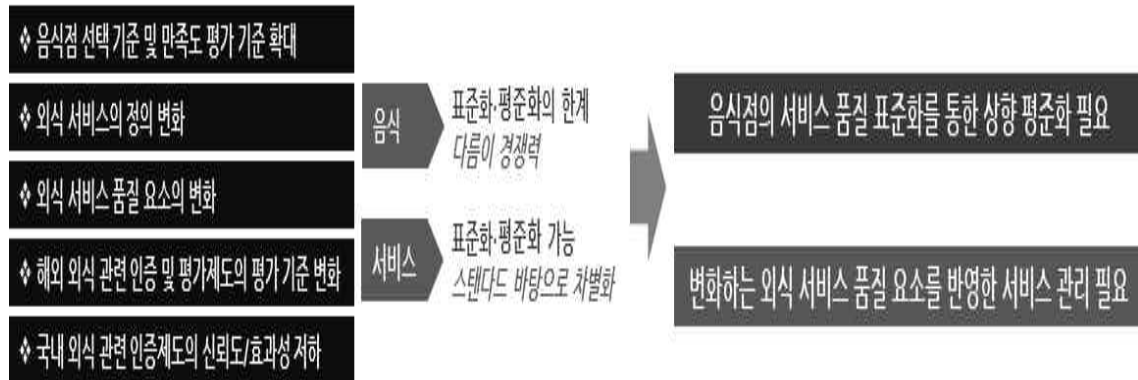 ❖ 음식점 선택 기준 및 만족도 평가 기준 확대
❖ 외식 서비스의 정의 변화
❖ 외식 서비스 품질 요소의 변화
❖ 해외 외식 관련 인증 및 평가제도의 평가 기준 변화
❖ 국내 외식 관련 인증제도의 신뢰도/효과성 저하
음식
표준화·평준화의 한계
다름이 경쟁력
서비스
표준화·평준화 가능
스탠다드 바탕으로 차별화
음식점의 서비스 품질 표준화를 통한 상향 평준화 필요
변화하는 외식 서비스 품질 요소를 반영한 서비스 관리 필요